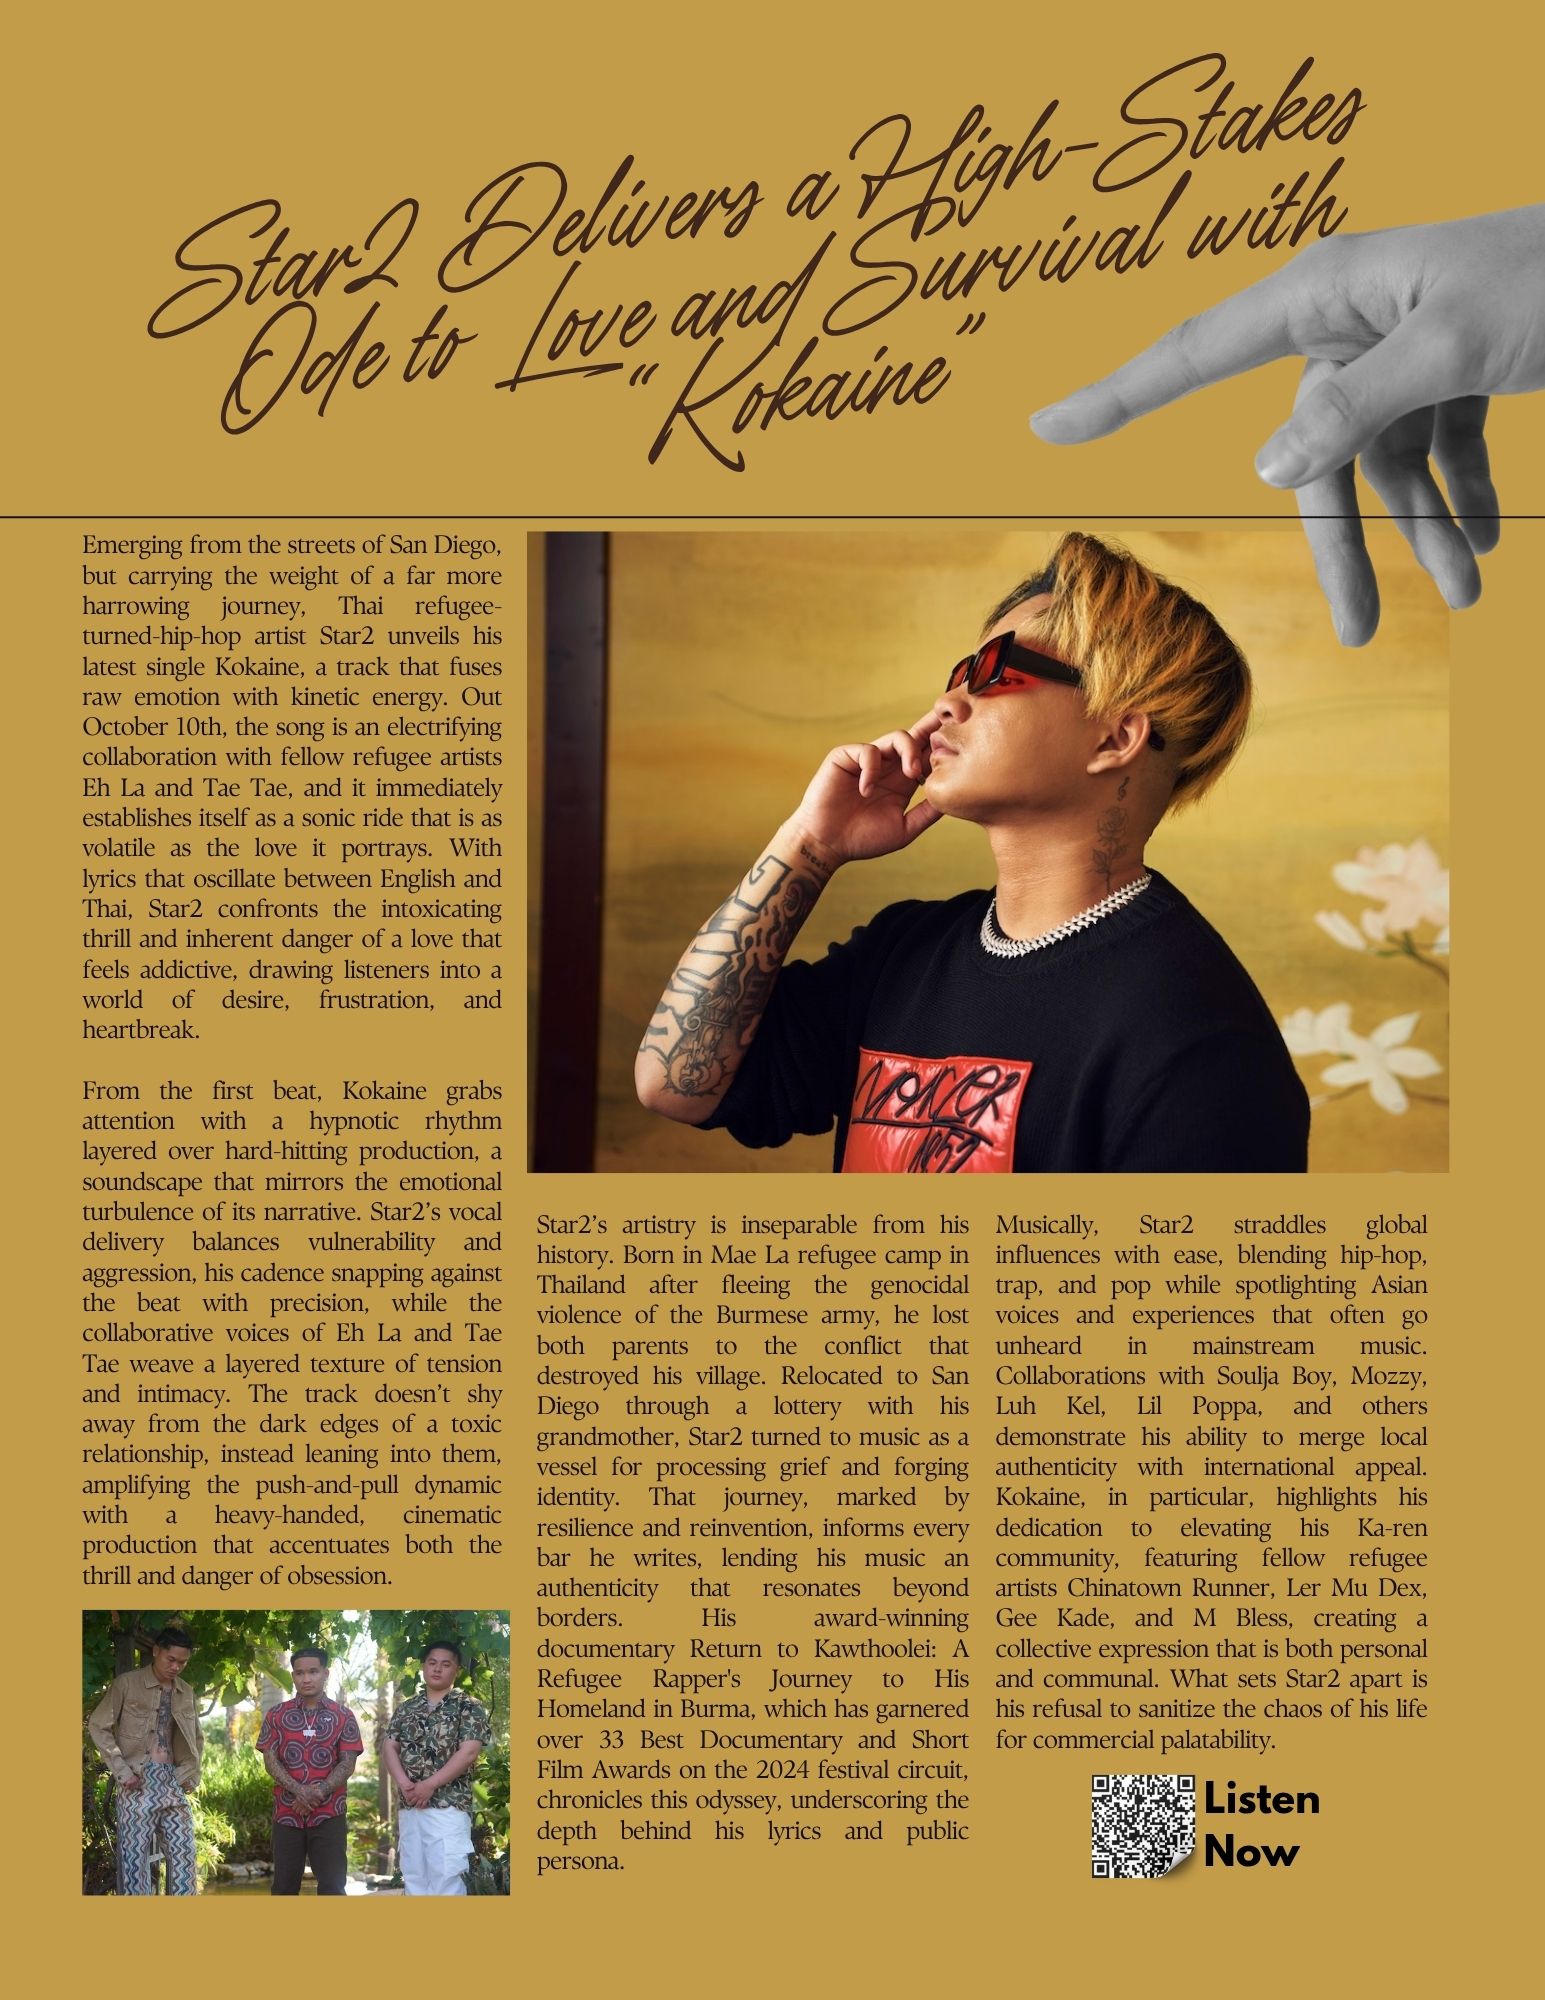 Star2 Delivers a High-Stakes
Ode to Love and Survival with
“Kokaine”
Emerging from the streets of San Diego,
but carrying the weight of a far more
harrowing journey, Thai refugee-
turned-hip-hop artist Star2 unveils his
latest single Kokaine, a track that fuses
raw emotion with kinetic energy. Out
October 10th, the song is an electrifying
collaboration with fellow refugee artists
Eh La and Tae Tae, and it immediately
establishes itself as a sonic ride that is as
volatile as the love it portrays. With
lyrics that oscillate between English and
Thai, Star2 confronts the intoxicating
thrill and inherent danger of a love that
feels addictive, drawing listeners into a
world of desire, frustration, and
heartbreak.
From the first beat, Kokaine grabs
attention with a hypnotic rhythm
layered over hard-hitting production, a
soundscape that mirrors the emotional
turbulence of its narrative. Star2’s vocal
delivery balances vulnerability and
aggression, his cadence snapping against
the beat with precision, while the
collaborative voices of Eh La and Tae
Tae weave a layered texture of tension
and intimacy. The track doesn’t shy
away from the dark edges of a toxic
relationship, instead leaning into them,
amplifying the push-and-pull dynamic
with a heavy-handed, cinematic
production that accentuates both the
thrill and danger of obsession.
Star2’s artistry is inseparable from his
history. Born in Mae La refugee camp in
Thailand after fleeing the genocidal
violence of the Burmese army, he lost
both parents to the conflict that
destroyed his village. Relocated to San
Diego through a lottery with his
grandmother, Star2 turned to music as a
vessel for processing grief and forging
identity. That journey, marked by
resilience and reinvention, informs every
bar he writes, lending his music an
authenticity that resonates beyond
borders. His award-winning
documentary Return to Kawthoolei: A
Refugee Rapper's Journey to His
Homeland in Burma, which has garnered
over 33 Best Documentary and Short
Film Awards on the 2024 festival circuit,
chronicles this odyssey, underscoring the
depth behind his lyrics and public
persona.
Musically, Star2 straddles global
influences with ease, blending hip-hop,
trap, and pop while spotlighting Asian
voices and experiences that often go
unheard in mainstream music.
Collaborations with Soulja Boy, Mozzy,
Luh Kel, Lil Poppa, and others
demonstrate his ability to merge local
authenticity with international appeal.
Kokaine, in particular, highlights his
dedication to elevating his Ka-ren
community, featuring fellow refugee
artists Chinatown Runner, Ler Mu Dex,
Gee Kade, and M Bless, creating a
collective expression that is both personal
and communal. What sets Star2 apart is
his refusal to sanitize the chaos of his life
for commercial palatability.
Listen
Now